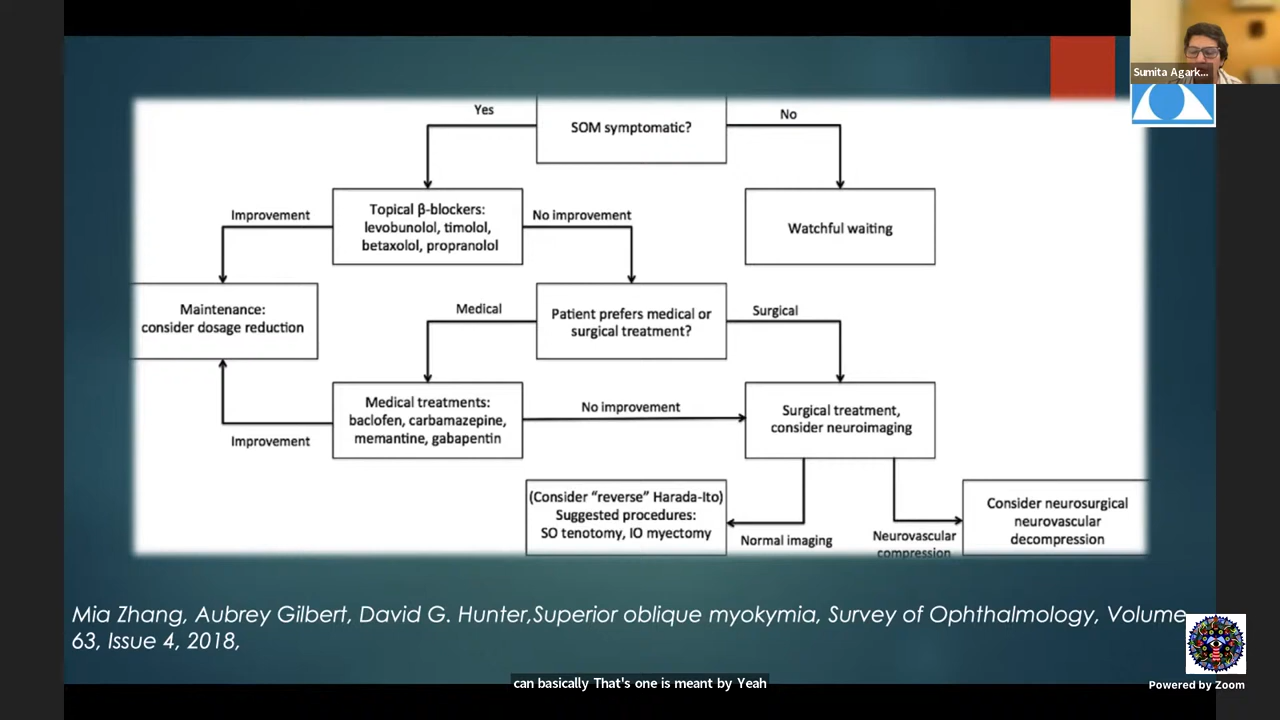 Sumita Agark...
Yes
SOM symptomatic?
No
Improvement
Topical β-blockers:
levobunolol, timolol,
betaxolol, propranolol
No improvement
Watchful waiting
Maintenance:
consider dosage reduction
Medical
Patient prefers medical or
surgical treatment?
Surgical
Medical treatments:
baclofen, carbamazepine,
memantine, gabapentin
No improvement
Surgical treatment,
consider neuroimaging
Improvement
(Consider “reverse” Harada-Ito)
Suggested procedures:
SO tenotomy, IO myectomy
Normal imaging
Neurovascular
compression
Consider neurosurgical
neurovascular
decompression
Mia Zhang, Aubrey Gilbert, David G. Hunter,Superior oblique myokymia, Survey of Ophthalmology, Volume
63, Issue 4, 2018,
can basically That's one is meant by Yeah
Powered by Zoom